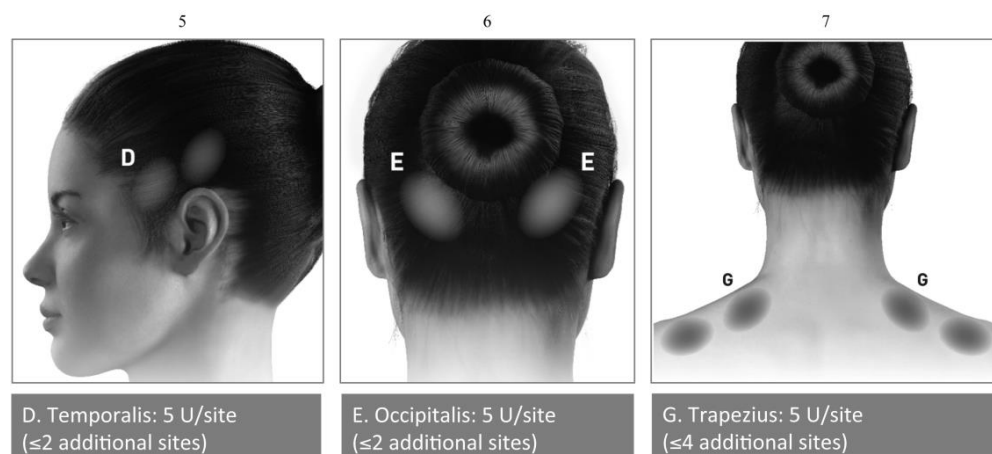 5 6 7
D
E E
G G
D. Temporalis: 5 U/site
(≤2 additional sites)
E. Occipitalis: 5 U/site
(≤2 additional sites)
G. Trapezius: 5 U/site
(≤4 additional sites)